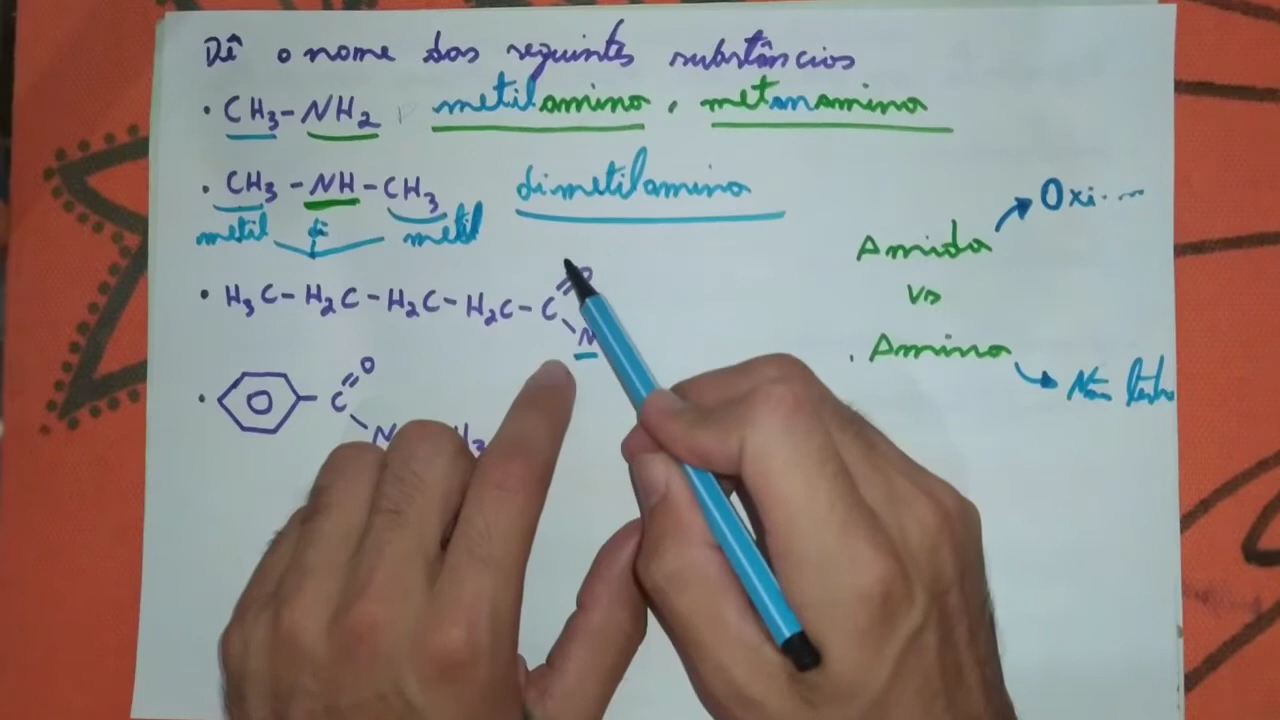 Dê o nome das seguintes substâncias
• CH3-NH2 metilamina, metanamina
• CH3-NH-CH3 dimetilamina
metil di metil
Oxi...
Amida
vs
Amina
Não
• H3C-H2C-H2C-H2C-C
O
N
O
C
N